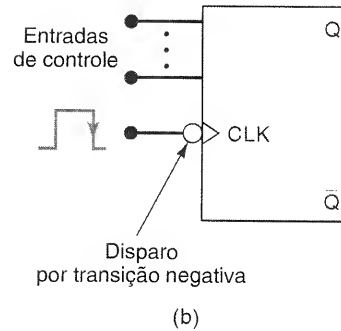 Entradas
de controle
Q
CLK
Q̅
Disparo
por transição negativa
(b)